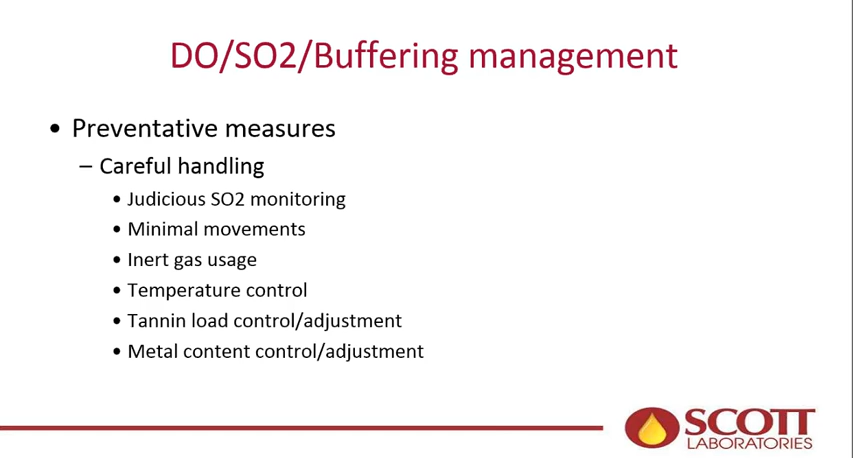 DO/SO2/Buffering management
• Preventative measures
– Careful handling
• Judicious SO2 monitoring
• Minimal movements
• Inert gas usage
• Temperature control
• Tannin load control/adjustment
• Metal content control/adjustment
SCOTT
LABORATORIES